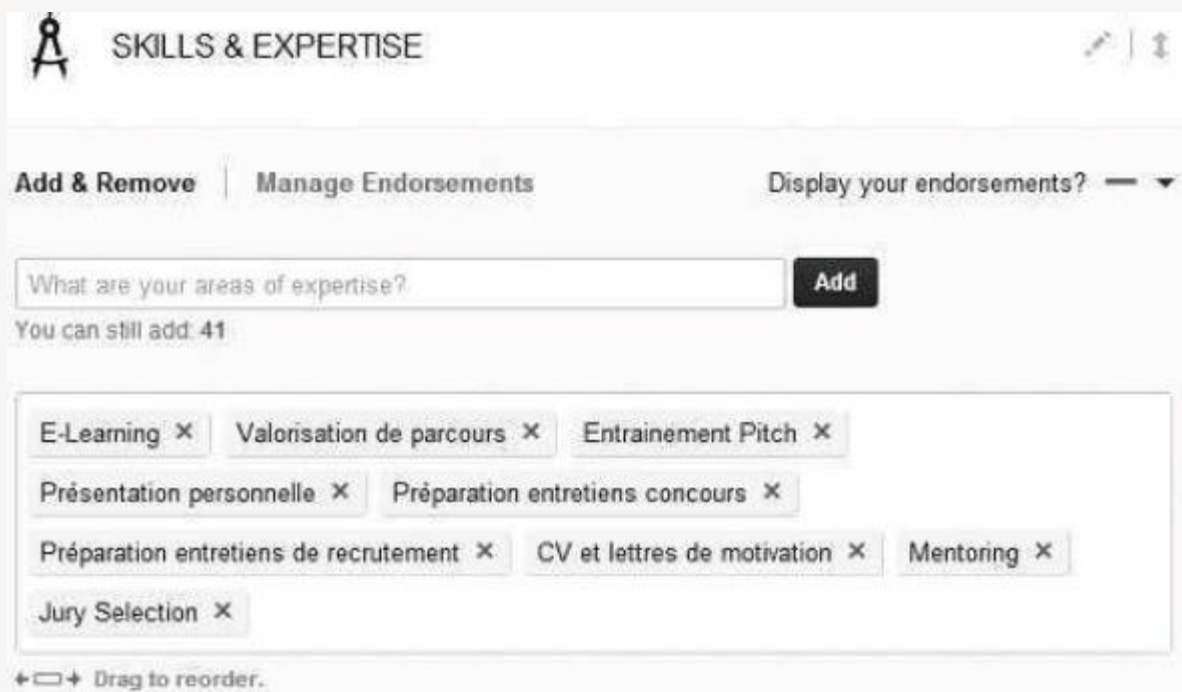 SKILLS & EXPERTISE
Add & Remove | Manage Endorsements Display your endorsements?
What are your areas of expertise? Add
You can still add: 41
E-Learning × Valorisation de parcours × Entrainement Pitch ×
Présentation personnelle × Préparation entretiens concours ×
Préparation entretiens de recrutement × CV et lettres de motivation × Mentoring ×
Jury Selection ×
Drag to reorder.